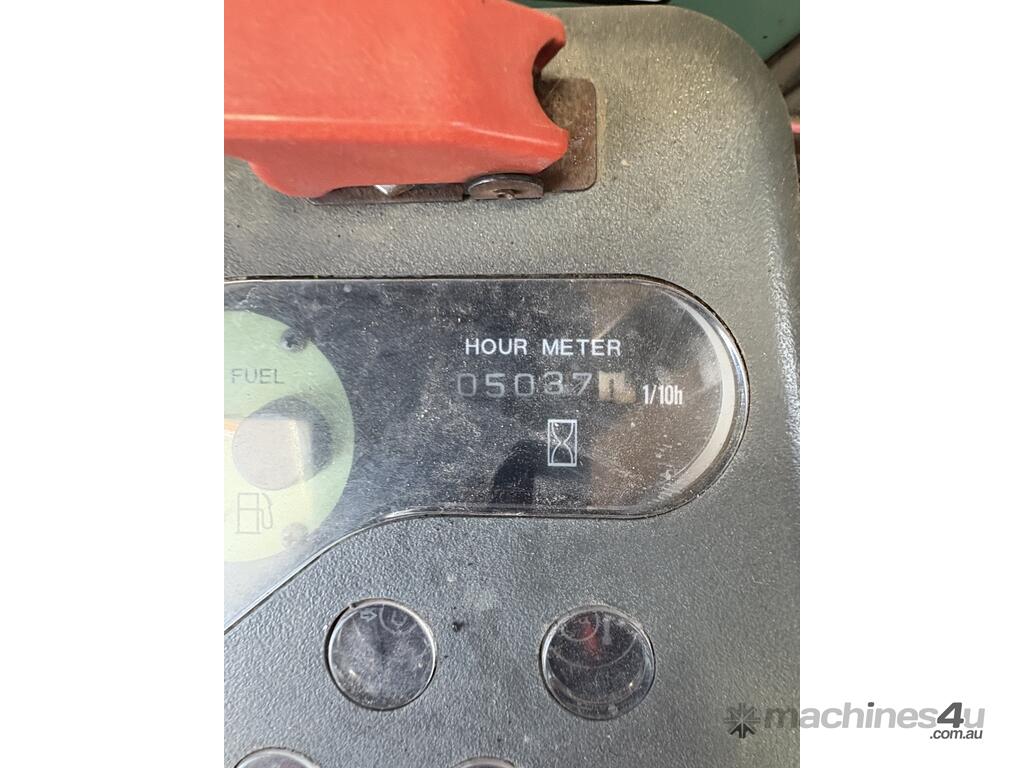 HOUR METER
FUEL
05037 1/10h
machines4u
.com.au